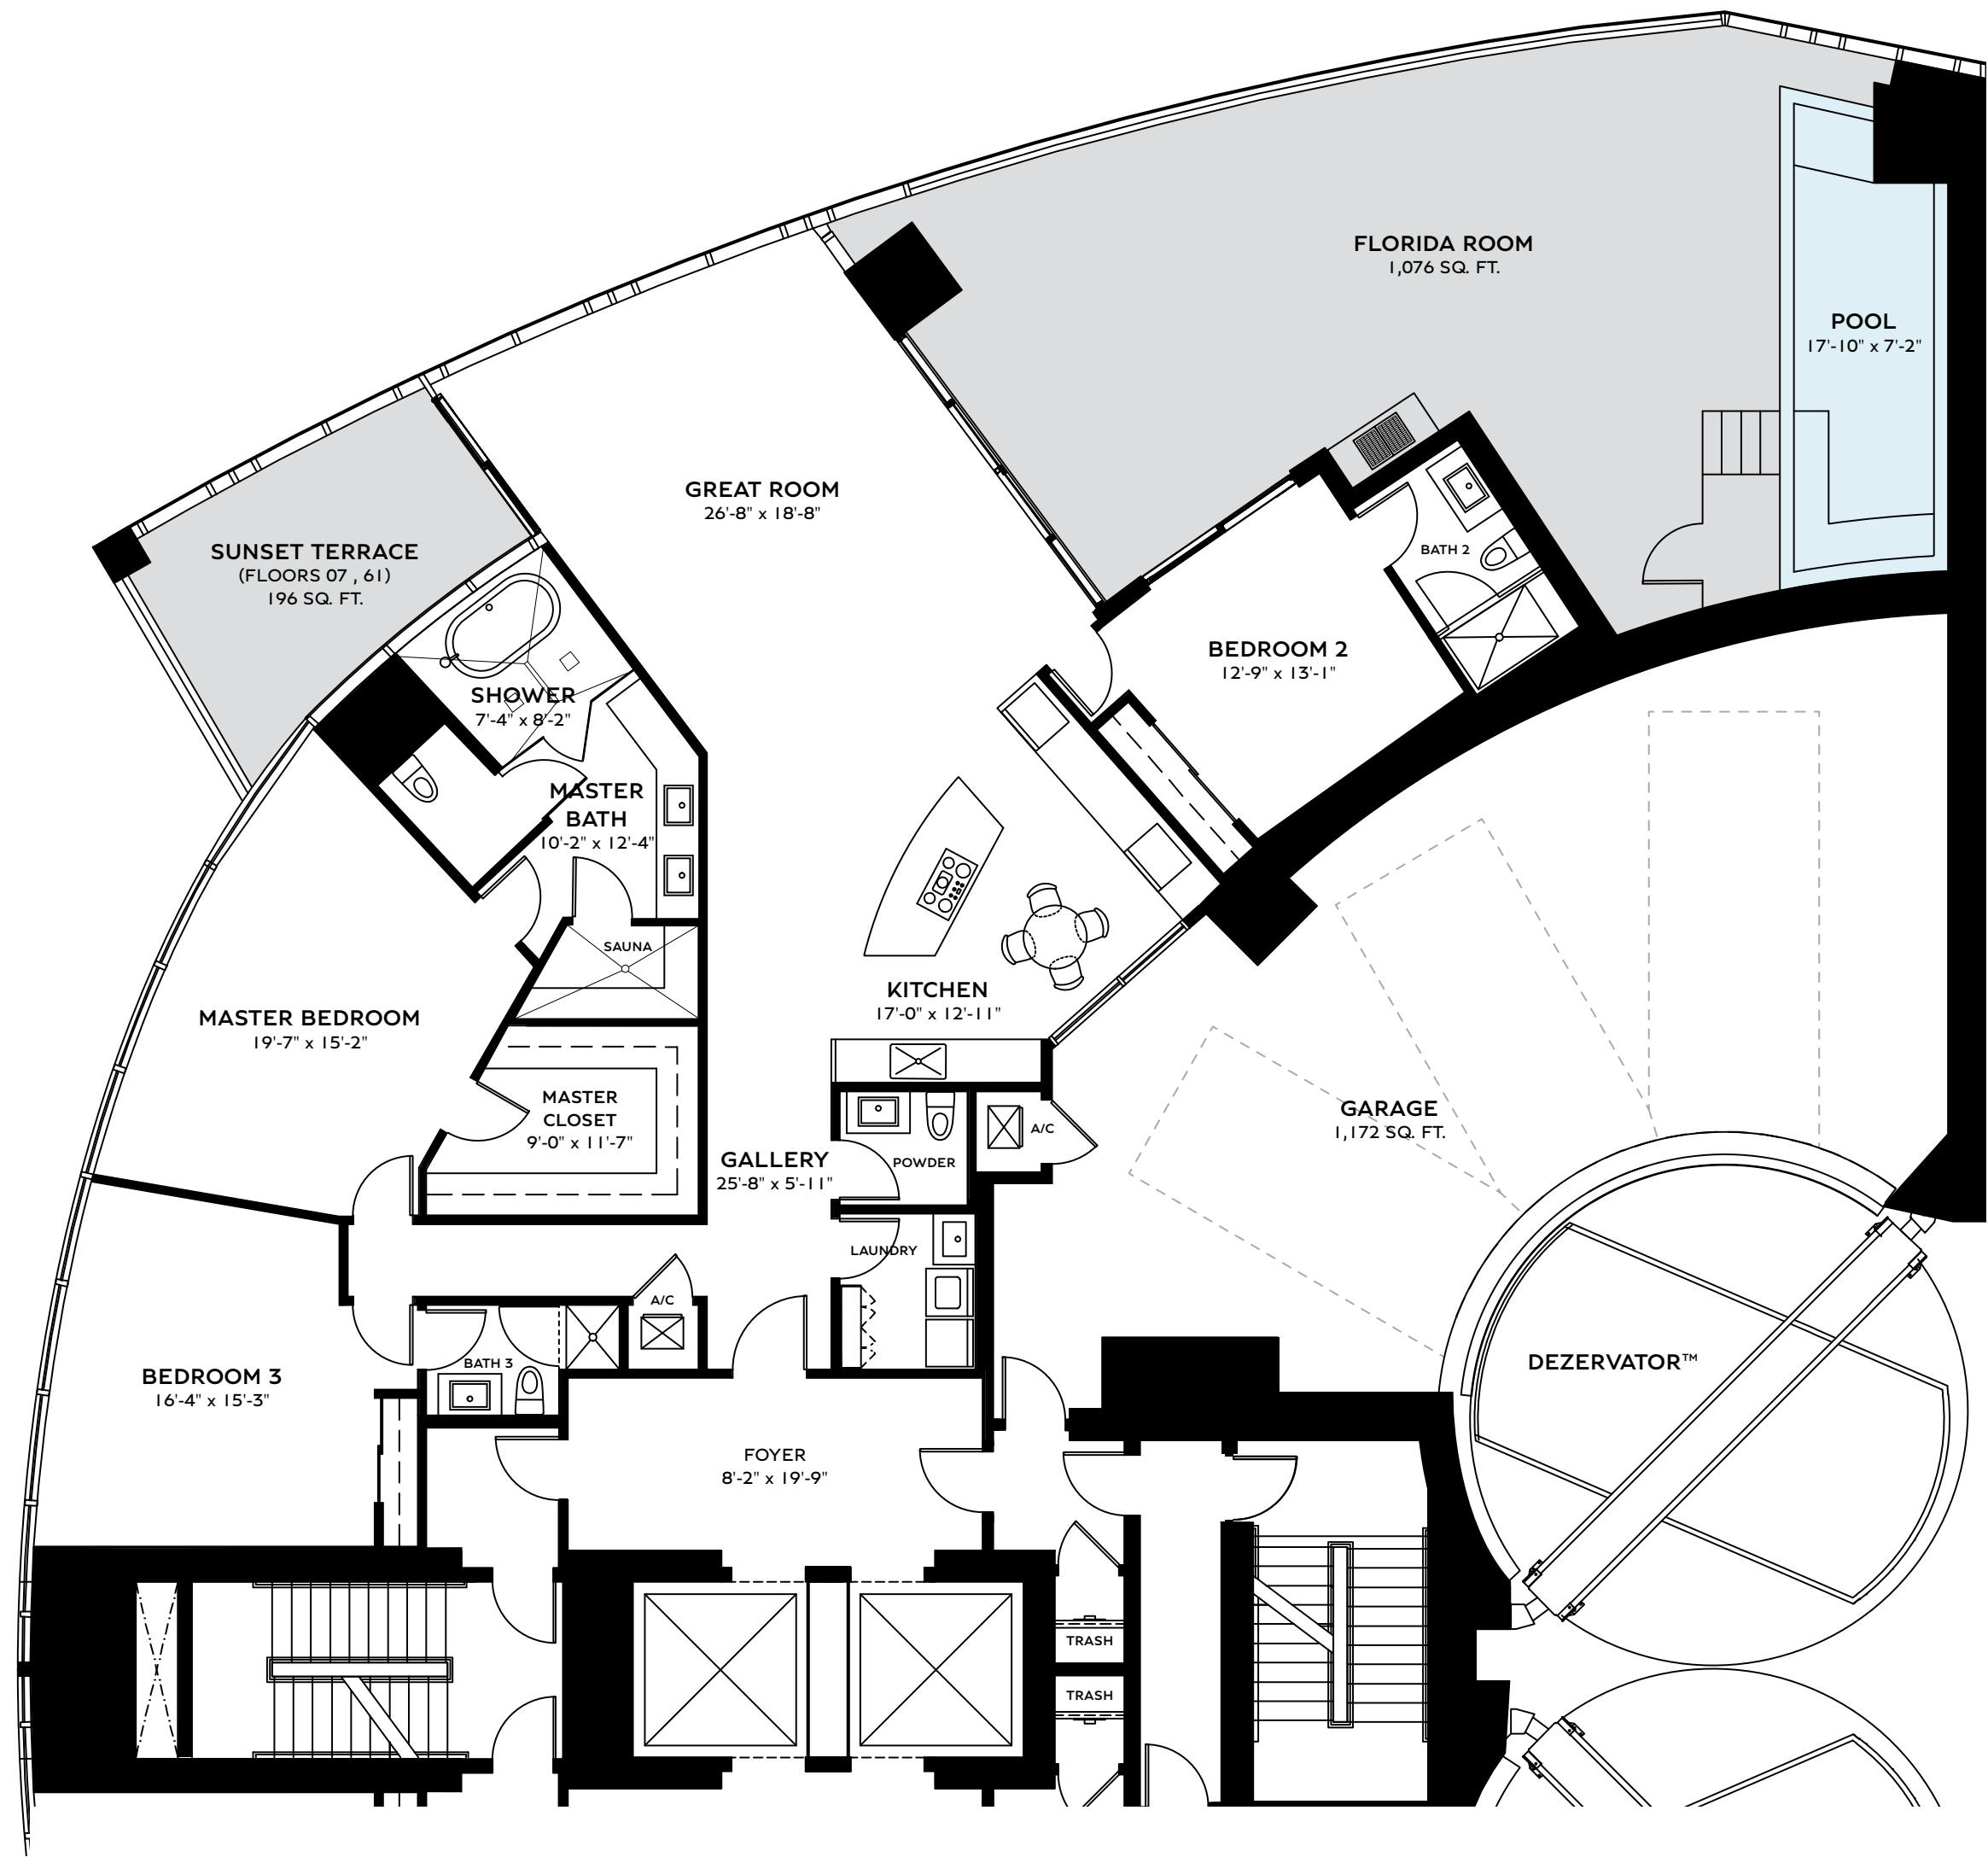 FLORIDA ROOM
1,076 SQ. FT.
POOL
17'-10" x 7'-2"
GREAT ROOM
26'-8" x 18'-8"
SUNSET TERRACE
(FLOORS 07 , 61)
196 SQ. FT.
BATH 2
BEDROOM 2
12'-9" x 13'-1"
SHOWER
7'-4" x 8'-2"
MASTER
BATH
10'-2" x 12'-4"
SAUNA
KITCHEN
17'-0" x 12'-11"
MASTER BEDROOM
19'-7" x 15'-2"
MASTER
CLOSET
9'-0" x 11'-7"
GARAGE
1,172 SQ. FT.
A/C
GALLERY
25'-8" x 5'-11"
POWDER
LAUNDRY
A/C
BATH 3
DEZERVATOR™
BEDROOM 3
16'-4" x 15'-3"
FOYER
8'-2" x 19'-9"
TRASH
TRASH